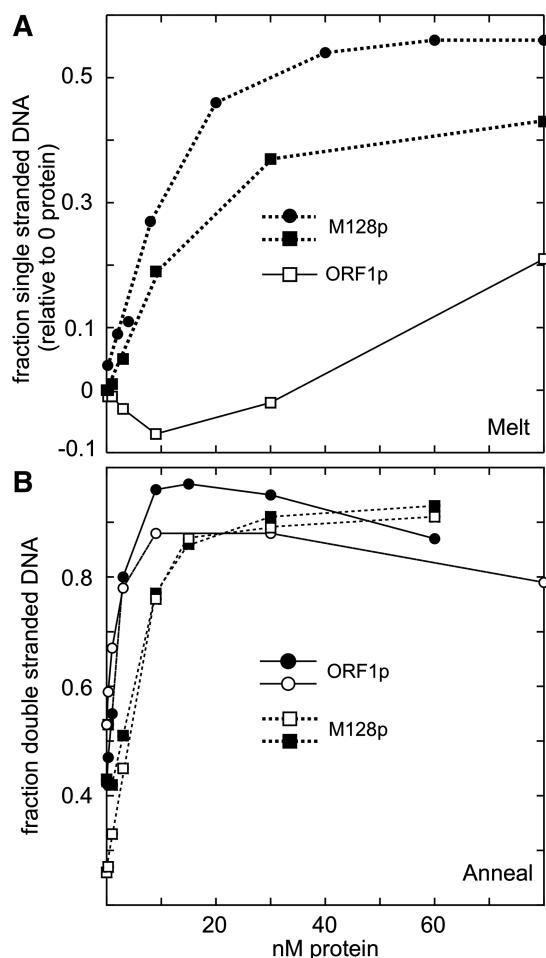 A
fraction single stranded DNA
(relative to 0 protein)
0.5
0.3
0.1
0
-0.1
M128p
ORF1p
Melt
B
fraction double stranded DNA
0.8
0.6
0.4
ORF1p
M128p
Anneal
20 40 60
nM protein